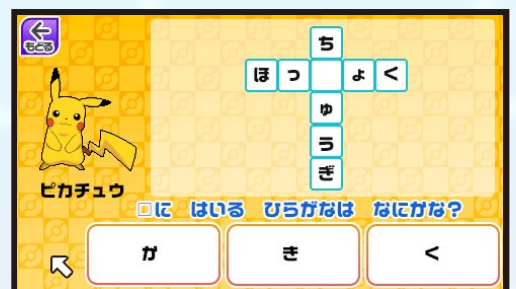 もどる
ち
ほっ□ょく
ゅ
う
ぎ
ピカチュウ
□に はいる ひらがなは なにかな?
が
き
く